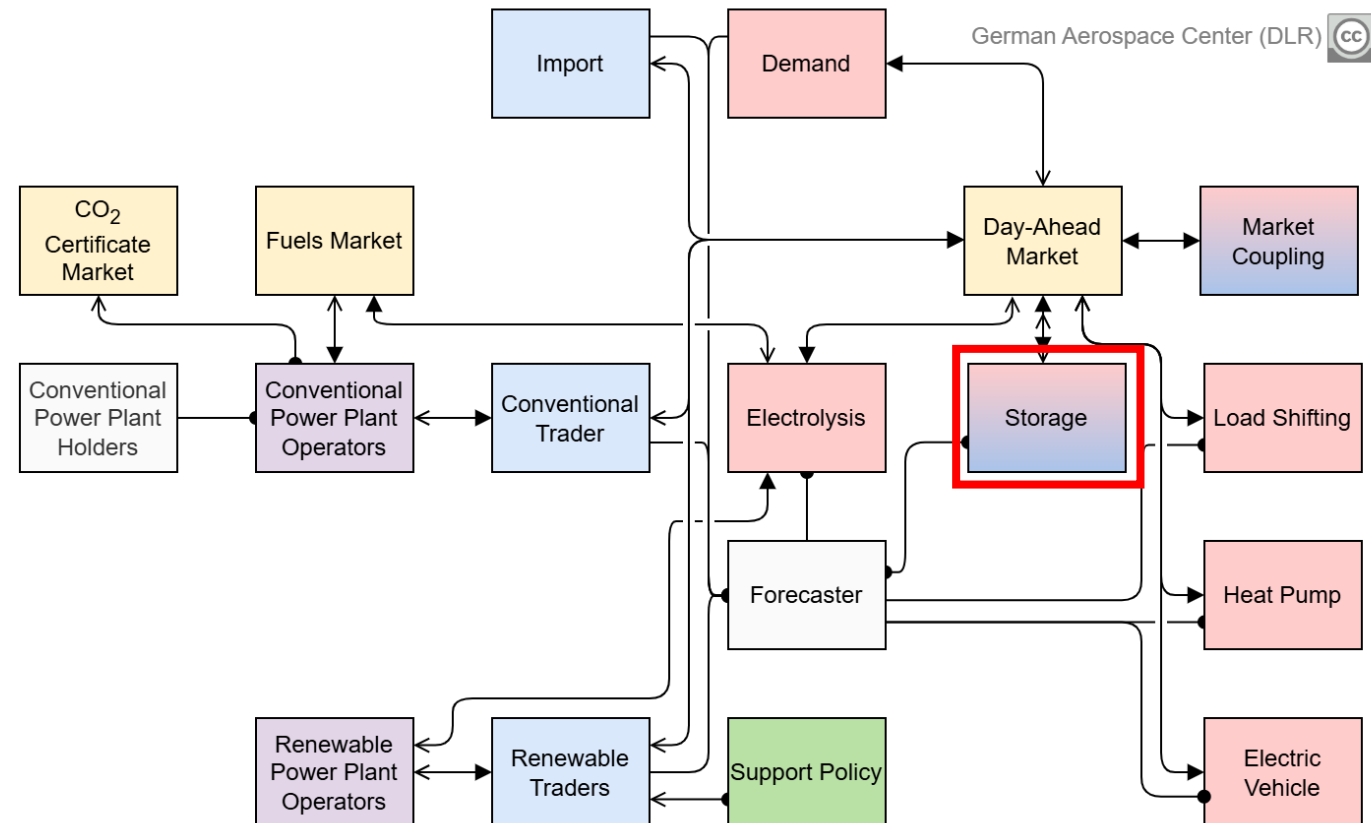 German Aerospace Center (DLR)
cc
Import
Demand
CO2
Certificate
Market
Fuels Market
Day-Ahead
Market
Market
Coupling
Conventional
Power Plant
Holders
Conventional
Power Plant
Operators
Conventional
Trader
Electrolysis
Storage
Load Shifting
Forecaster
Heat Pump
Renewable
Power Plant
Operators
Renewable
Traders
Support Policy
Electric
Vehicle